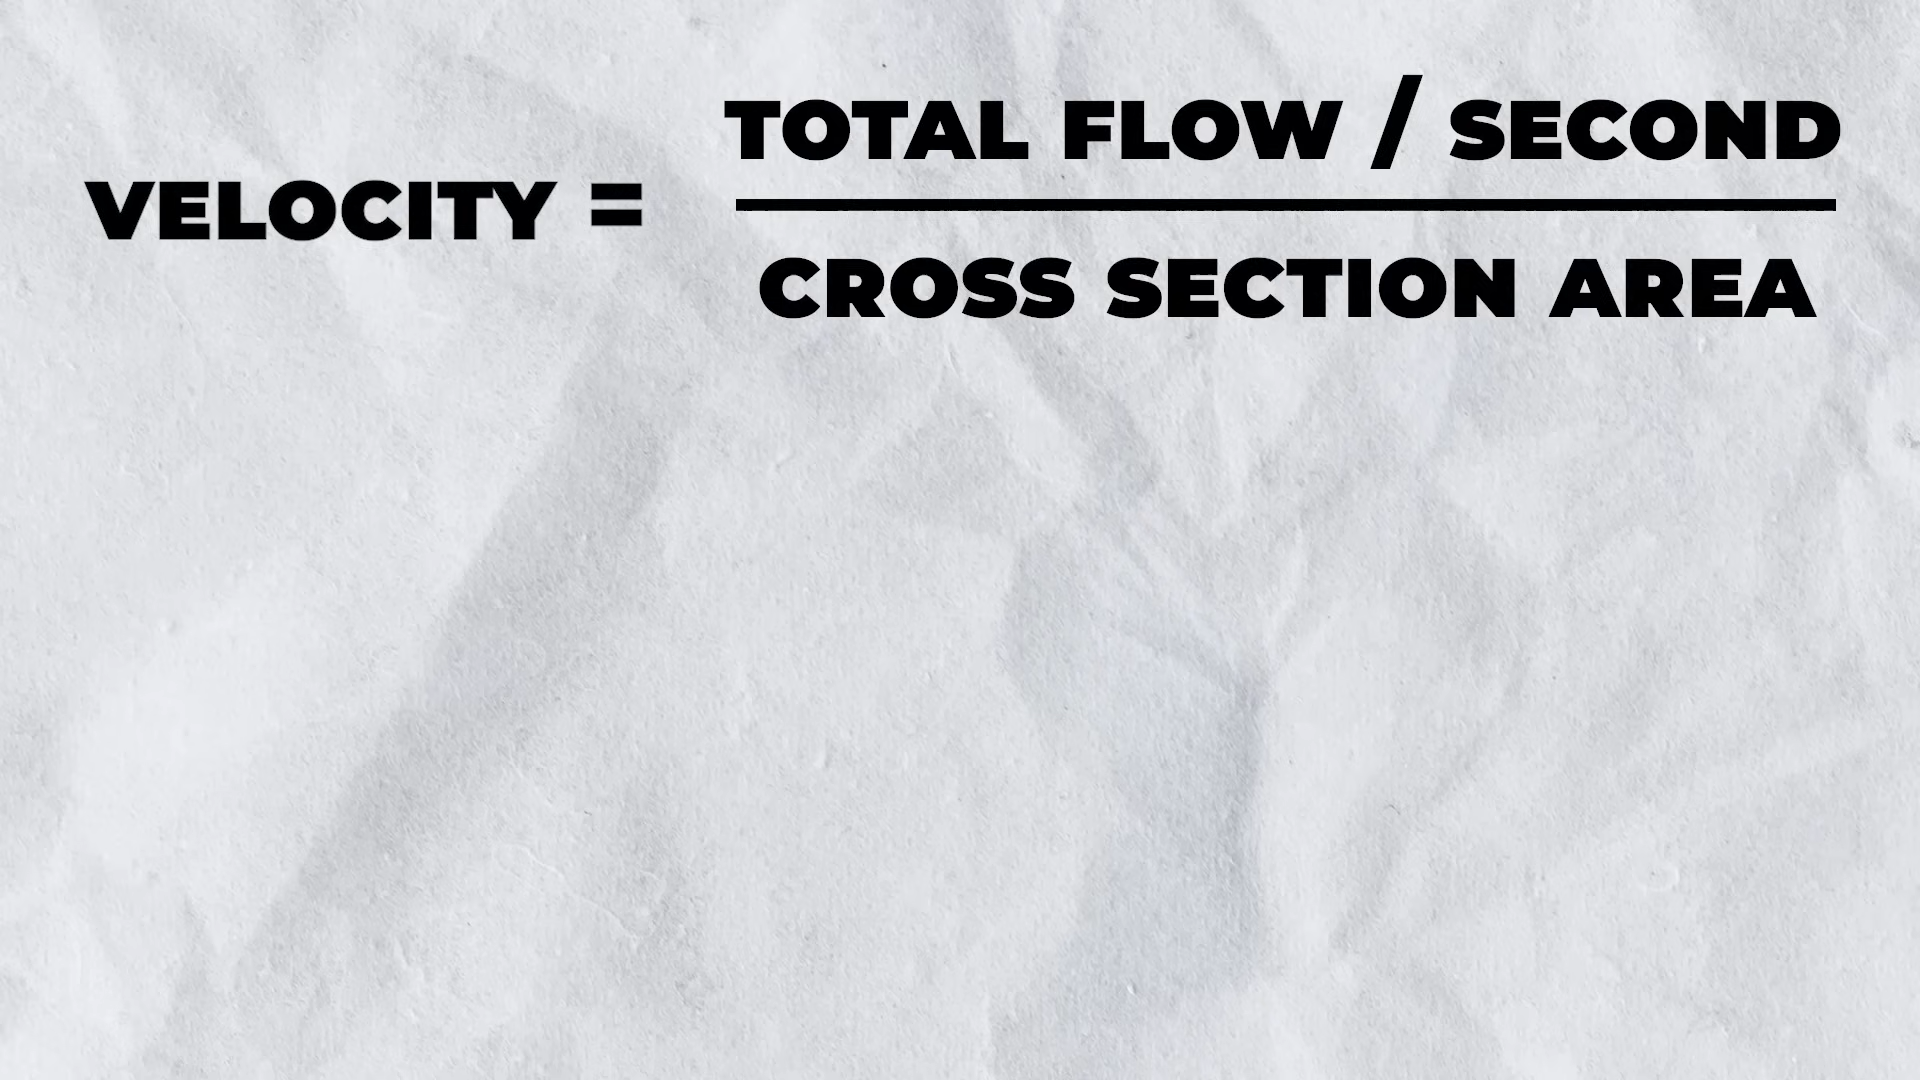 VELOCITY =
TOTAL FLOW / SECOND
CROSS SECTION AREA